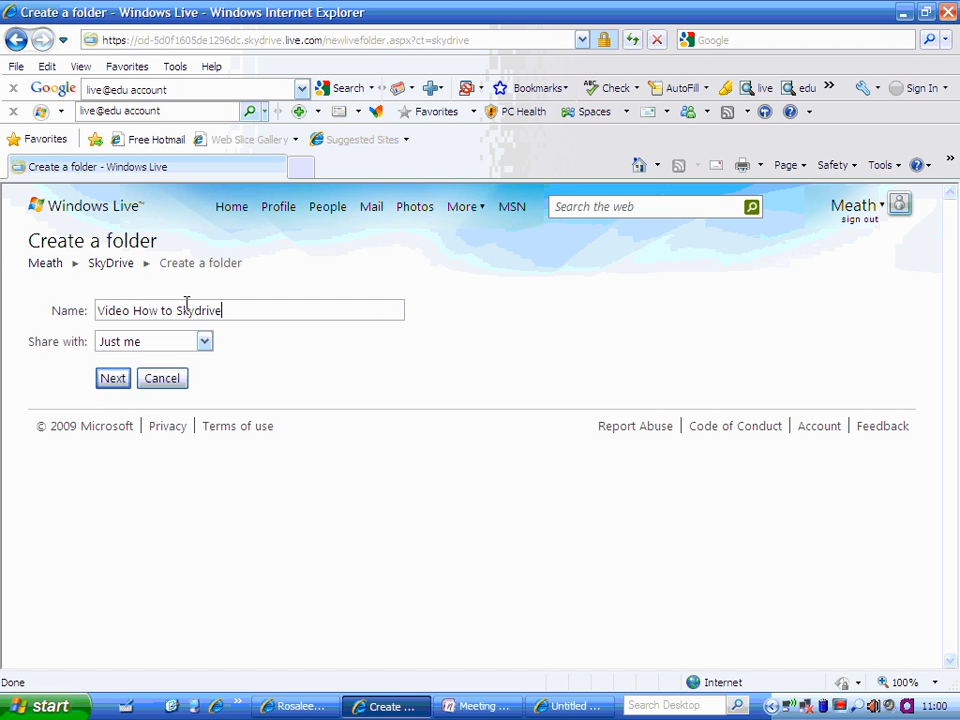 Create a folder - Windows Live - Windows Internet Explorer
https://cid-5d0f1605de1296dc.skydrive.live.com/newlivefolder.aspx?ct=skydrive Google
File Edit View Favorites Tools Help
Google live@edu account Search Bookmarks ABC Check AutoFill live edu » Sign In
live@edu account Favorites PC Health Spaces
Favorites Free Hotmail Web Slice Gallery Suggested Sites
Create a folder - Windows Live Page Safety Tools »
Windows Live™ Home Profile People Mail Photos More MSN Search the web Meath
sign out
Create a folder
Meath ► SkyDrive ► Create a folder
Name: Video How to Skydrive
Share with: Just me
Next Cancel
© 2009 Microsoft | Privacy | Terms of use Report Abuse | Code of Conduct | Account | Feedback
Done Internet 100%
start » Rosalee... Create ... Meeting ... Untitled ... Search Desktop 11:00